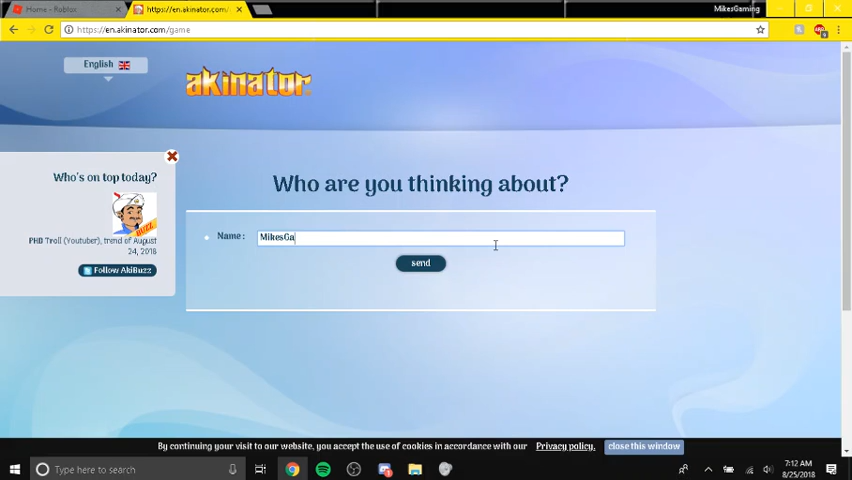 Home - Roblox
https://en.akinator.com/
MikesGaming
https://en.akinator.com/game
English
akinator
Who's on top today?
BUZZ
PHD Troll (Youtuber), trend of August
24, 2018
Follow AkiBuzz
Who are you thinking about?
Name :
MikesGa
send
By continuing your visit to our website, you accept the use of cookies in accordance with our Privacy policy. close this window
Type here to search
7:12 AM
8/25/2018